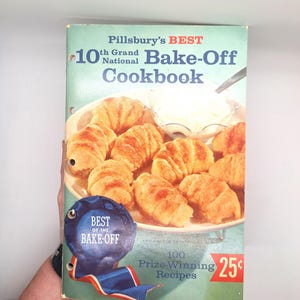 Pillsbury's BEST
10th Grand National Bake-Off
Cookbook
BEST
OF THE
BAKE-OFF
100
Prize-Winning
Recipes
25¢